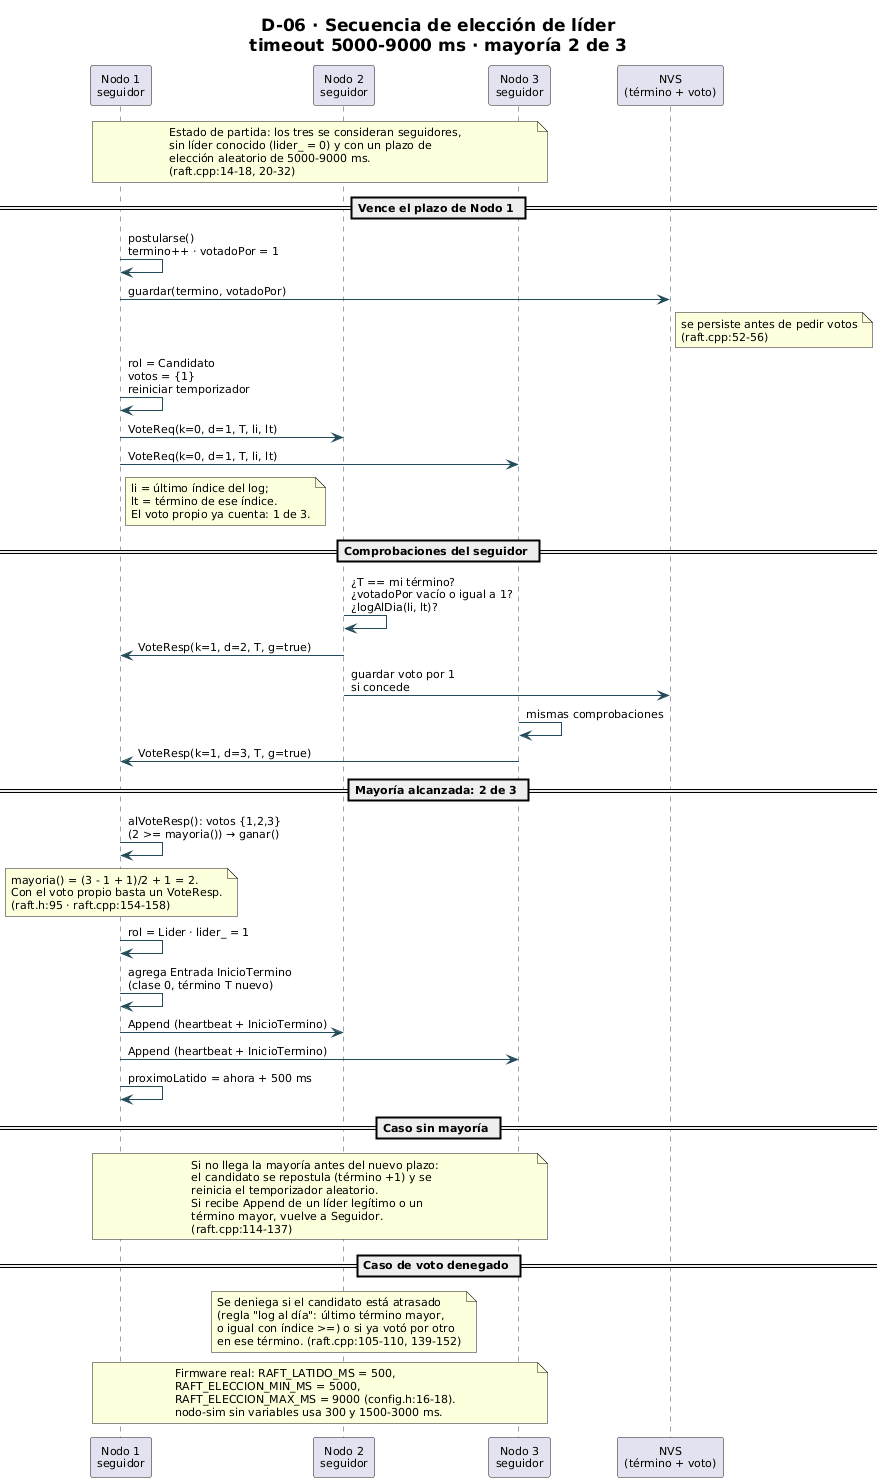 D-06 · Secuencia de elección de líder
timeout 5000-9000 ms · mayoría 2 de 3
Nodo 1
seguidor
Nodo 2
seguidor
Nodo 3
seguidor
NVS
(término + voto)
Estado de partida: los tres se consideran seguidores,
sin líder conocido (lider_ = 0) y con un plazo de
elección aleatorio de 5000-9000 ms.
(raft.cpp:14-18, 20-32)
Vence el plazo de Nodo 1
postularse()
termino++ · votadoPor = 1
guardar(termino, votadoPor)
se persiste antes de pedir votos
(raft.cpp:52-56)
rol = Candidato
votos = {1}
reiniciar temporizador
VoteReq(k=0, d=1, T, li, lt)
VoteReq(k=0, d=1, T, li, lt)
li = último índice del log;
lt = término de ese índice.
El voto propio ya cuenta: 1 de 3.
Comprobaciones del seguidor
¿T == mi término?
¿votadoPor vacío o igual a 1?
¿logAlDia(li, lt)?
VoteResp(k=1, d=2, T, g=true)
guardar voto por 1
si concede
mismas comprobaciones
VoteResp(k=1, d=3, T, g=true)
Mayoría alcanzada: 2 de 3
alVoteResp(): votos {1,2,3}
(2 >= mayoria()) → ganar()
mayoria() = (3 - 1 + 1)/2 + 1 = 2.
Con el voto propio basta un VoteResp.
(raft.h:95 · raft.cpp:154-158)
rol = Lider · lider_ = 1
agrega Entrada InicioTermino
(clase 0, término T nuevo)
Append (heartbeat + InicioTermino)
Append (heartbeat + InicioTermino)
proximoLatido = ahora + 500 ms
Caso sin mayoría
Si no llega la mayoría antes del nuevo plazo:
el candidato se repostula (término +1) y se
reinicia el temporizador aleatorio.
Si recibe Append de un líder legítimo o un
término mayor, vuelve a Seguidor.
(raft.cpp:114-137)
Caso de voto denegado
Se deniega si el candidato está atrasado
(regla "log al día": último término mayor,
o igual con índice >=) o si ya votó por otro
en ese término. (raft.cpp:105-110, 139-152)
Firmware real: RAFT_LATIDO_MS = 500,
RAFT_ELECCION_MIN_MS = 5000,
RAFT_ELECCION_MAX_MS = 9000 (config.h:16-18).
nodo-sim sin variables usa 300 y 1500-3000 ms.
Nodo 1
seguidor
Nodo 2
seguidor
Nodo 3
seguidor
NVS
(término + voto)